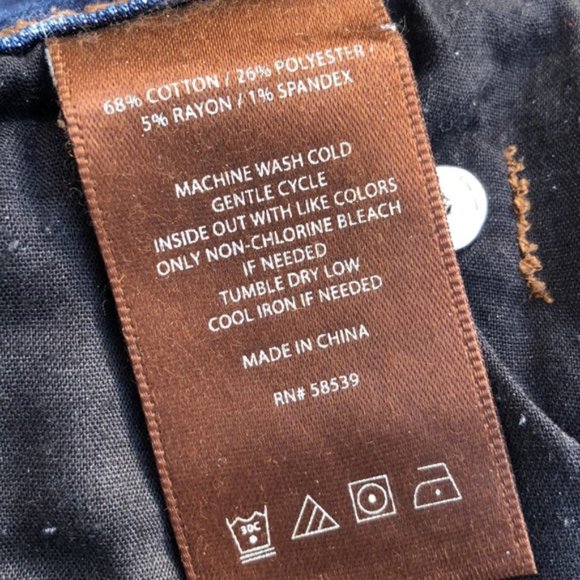 68% COTTON / 26% POLYESTER /
5% RAYON / 1% SPANDEX
MACHINE WASH COLD
GENTLE CYCLE
INSIDE OUT WITH LIKE COLORS
ONLY NON-CHLORINE BLEACH
IF NEEDED
TUMBLE DRY LOW
COOL IRON IF NEEDED
MADE IN CHINA
RN# 58539
30C